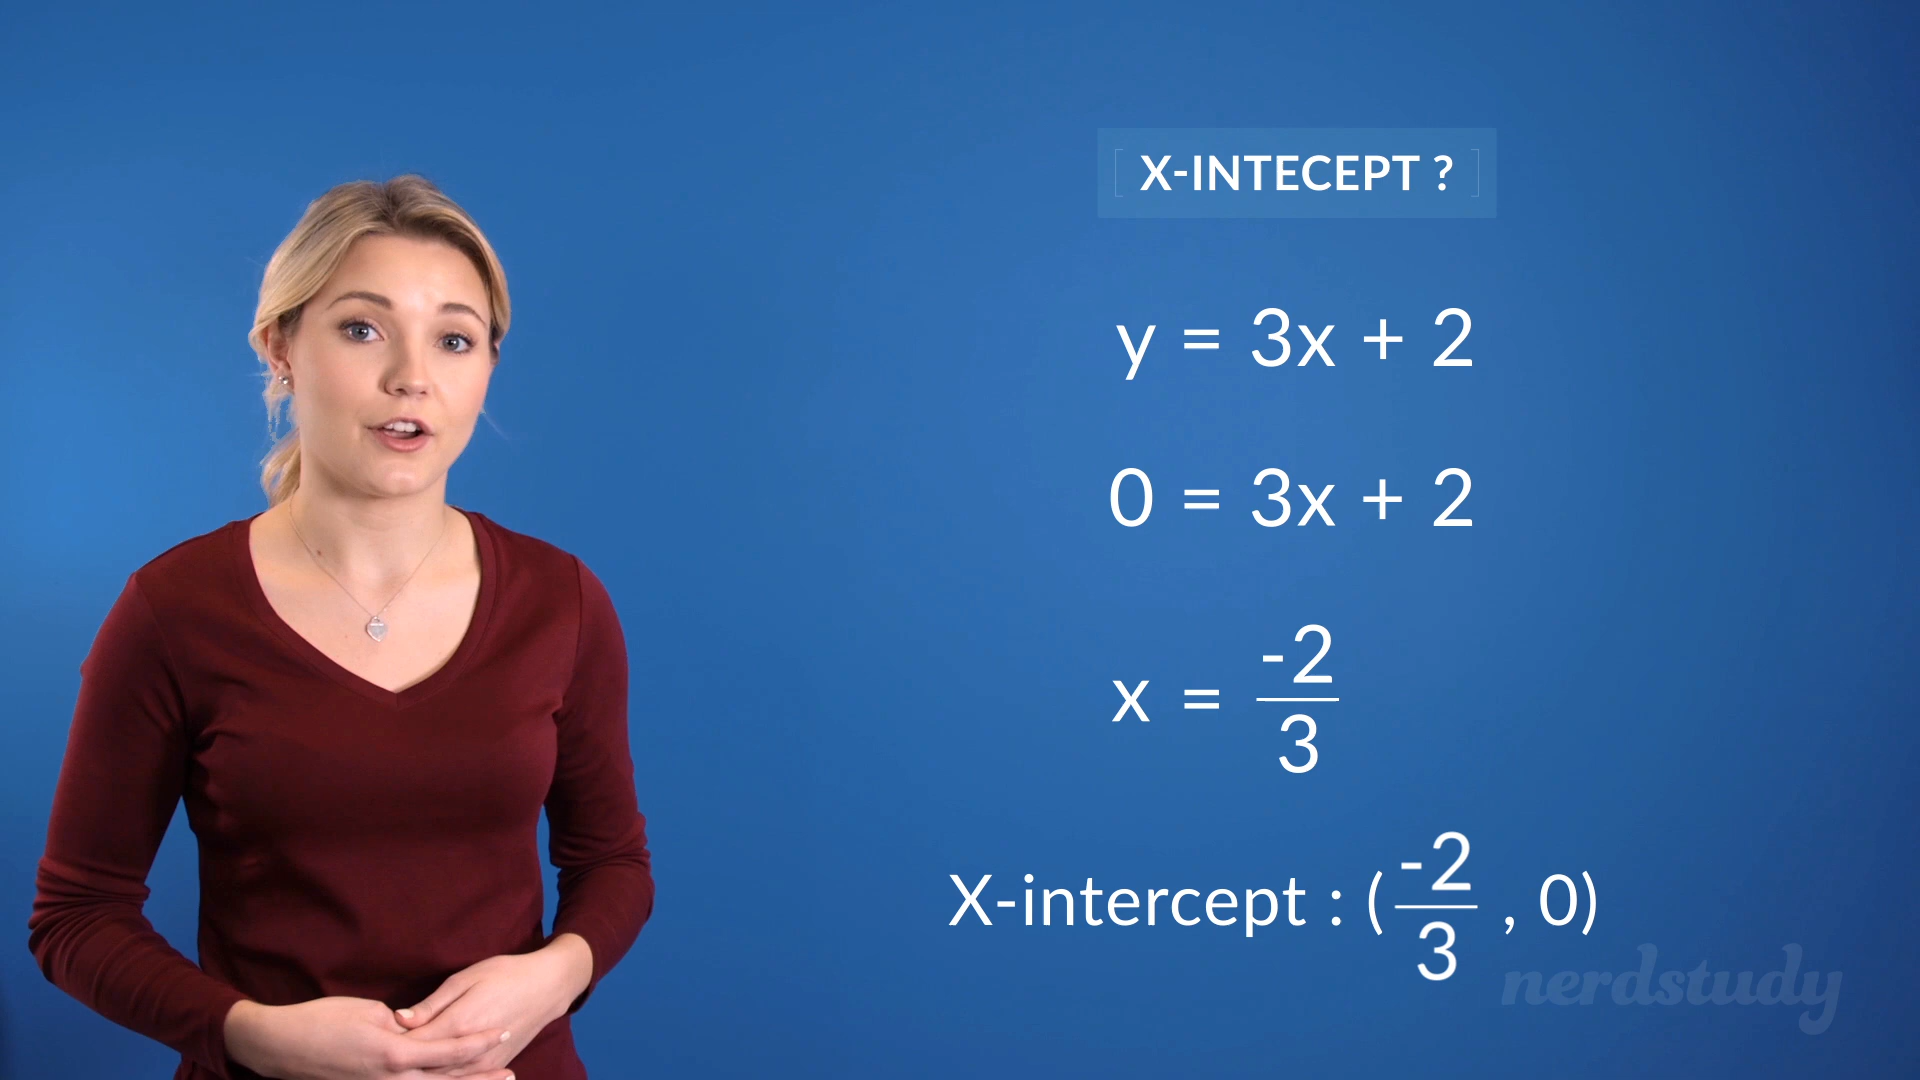 X-INTECEPT ?
y = 3x + 2
0 = 3x + 2
x = -2/3
X-intercept : (-2/3 , 0)
nerdstudy